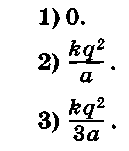 1) 0.
2) kq²/a.
3) kq²/3a.